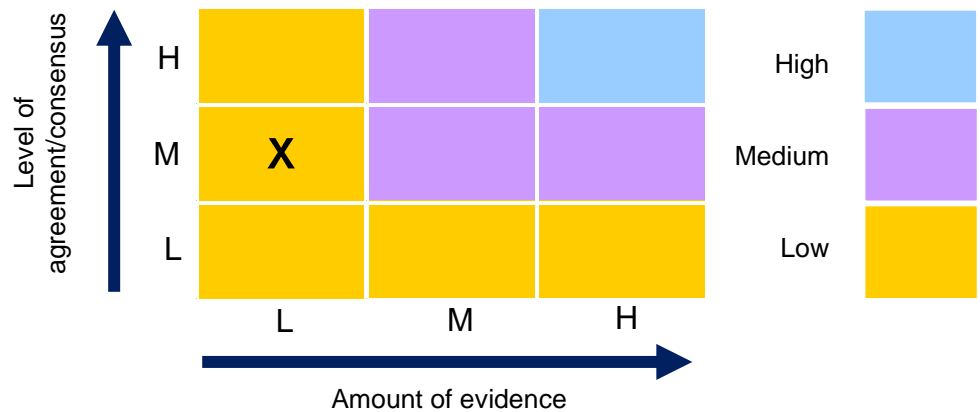 Level of
agreement/consensus
H
M
X
L
L
M
H
Amount of evidence
High
Medium
Low